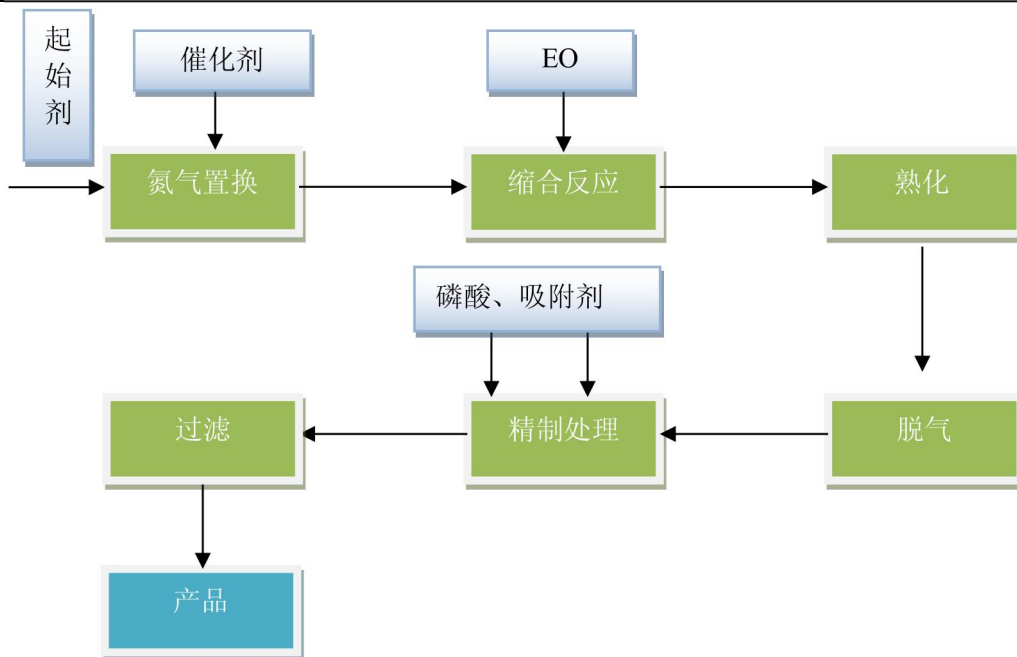 起始剂
催化剂
EO
氮气置换
缩合反应
熟化
磷酸、吸附剂
过滤
精制处理
脱气
产品